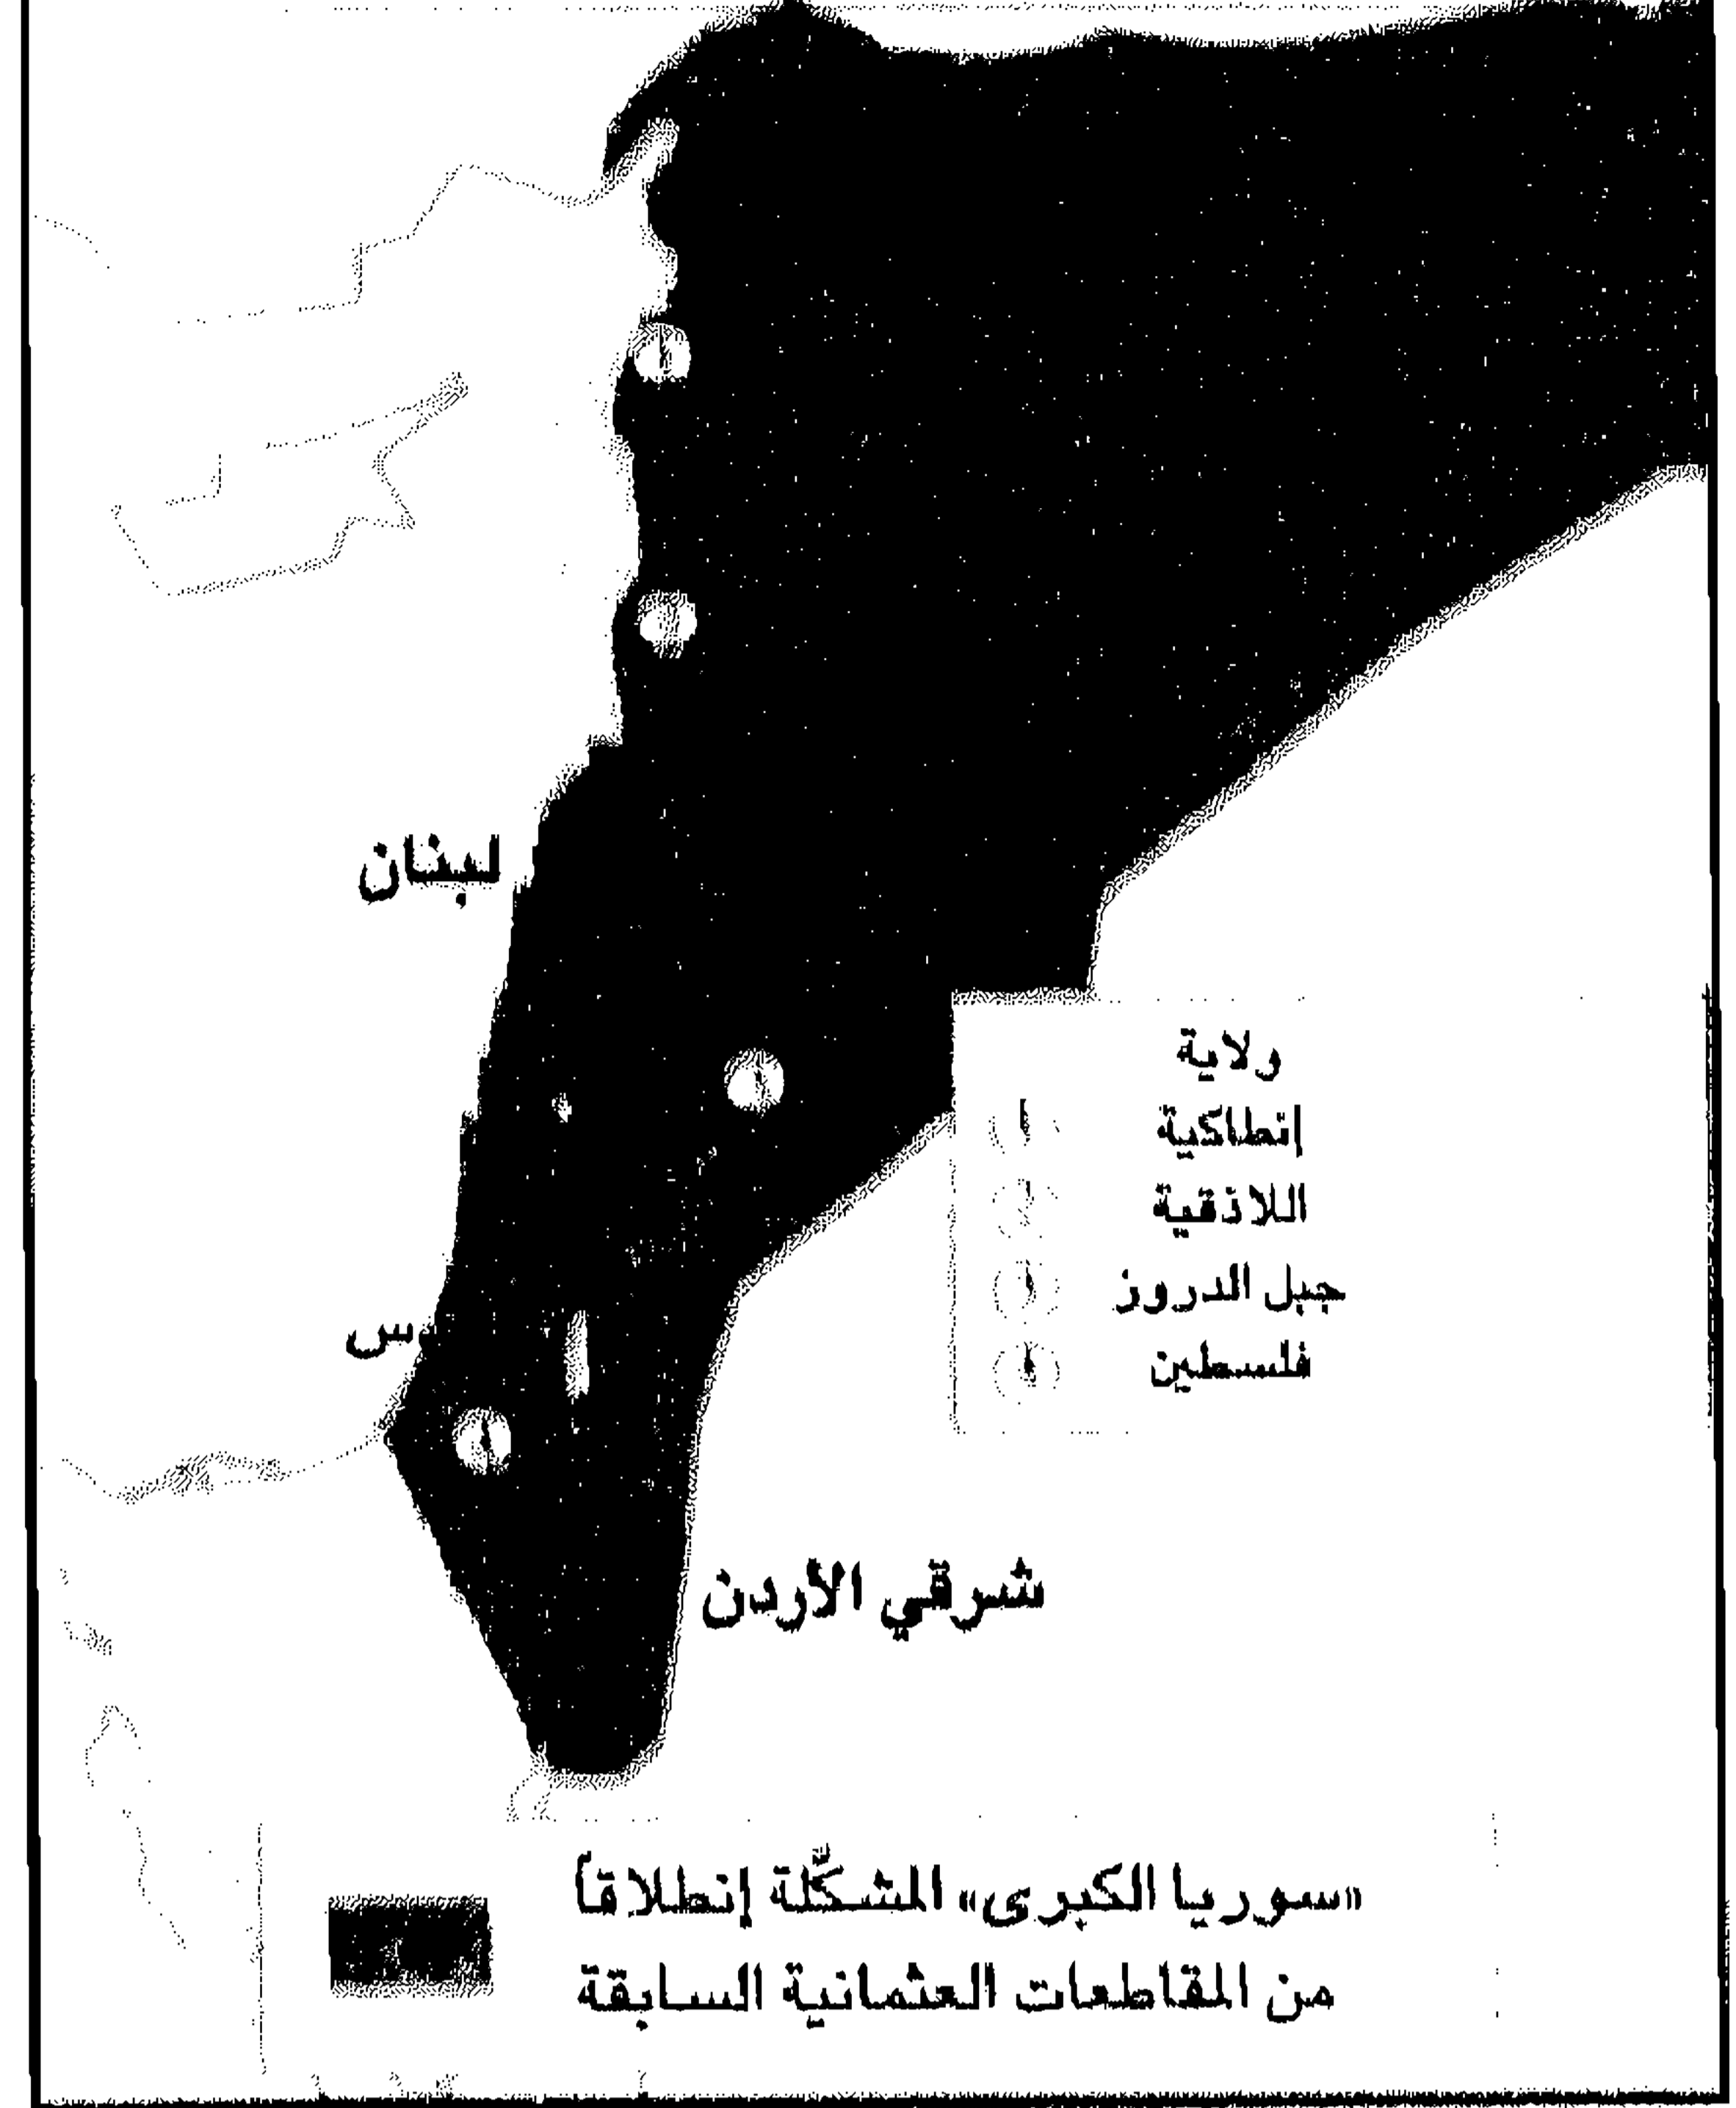 لبنان
ولاية
إنطاكية
اللاذقية
جبل الدروز
فلسطين
شرقي الأردن
«سوريا الكبرى» المشكّلة إنطلاقاً
من المقاطعات العثمانية السابقة